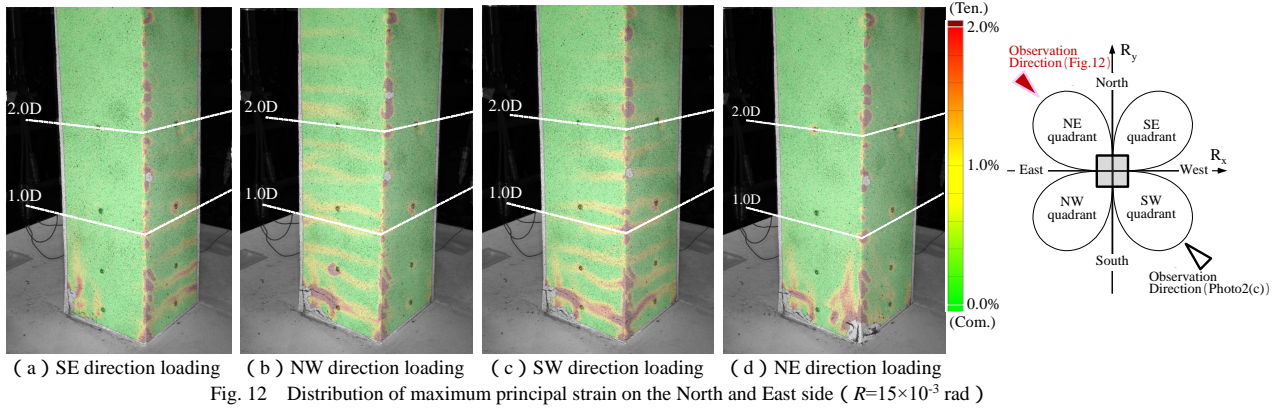 2.0D
1.0D
2.0D
1.0D
2.0D
1.0D
2.0D
1.0D
(Ten.)
2.0%
1.0%
0.0%
(Com.)
Observation
Direction(Fig.12)
Ry
North
NE
quadrant
SE
quadrant
East
West
Rx
NW
quadrant
SW
quadrant
South
Observation
Direction(Photo2(c))
(a) SE direction loading
(b) NW direction loading
(c) SW direction loading
(d) NE direction loading
Fig. 12 Distribution of maximum principal strain on the North and East side (R=15×10⁻³ rad)